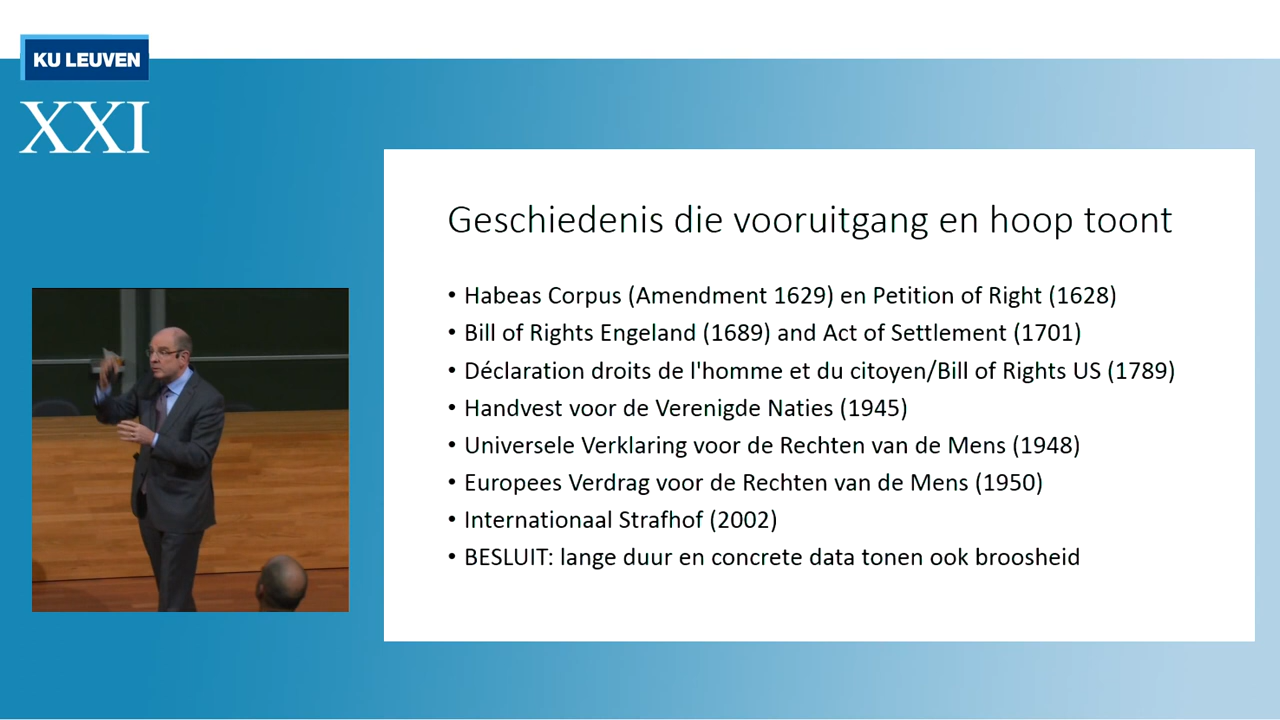 KU LEUVEN
XXI
Geschiedenis die vooruitgang en hoop toont
• Habeas Corpus (Amendment 1629) en Petition of Right (1628)
• Bill of Rights Engeland (1689) and Act of Settlement (1701)
• Déclaration droits de l'homme et du citoyen/Bill of Rights US (1789)
• Handvest voor de Verenigde Naties (1945)
• Universele Verklaring voor de Rechten van de Mens (1948)
• Europees Verdrag voor de Rechten van de Mens (1950)
• Internationaal Strafhof (2002)
• BESLUIT: lange duur en concrete data tonen ook broosheid